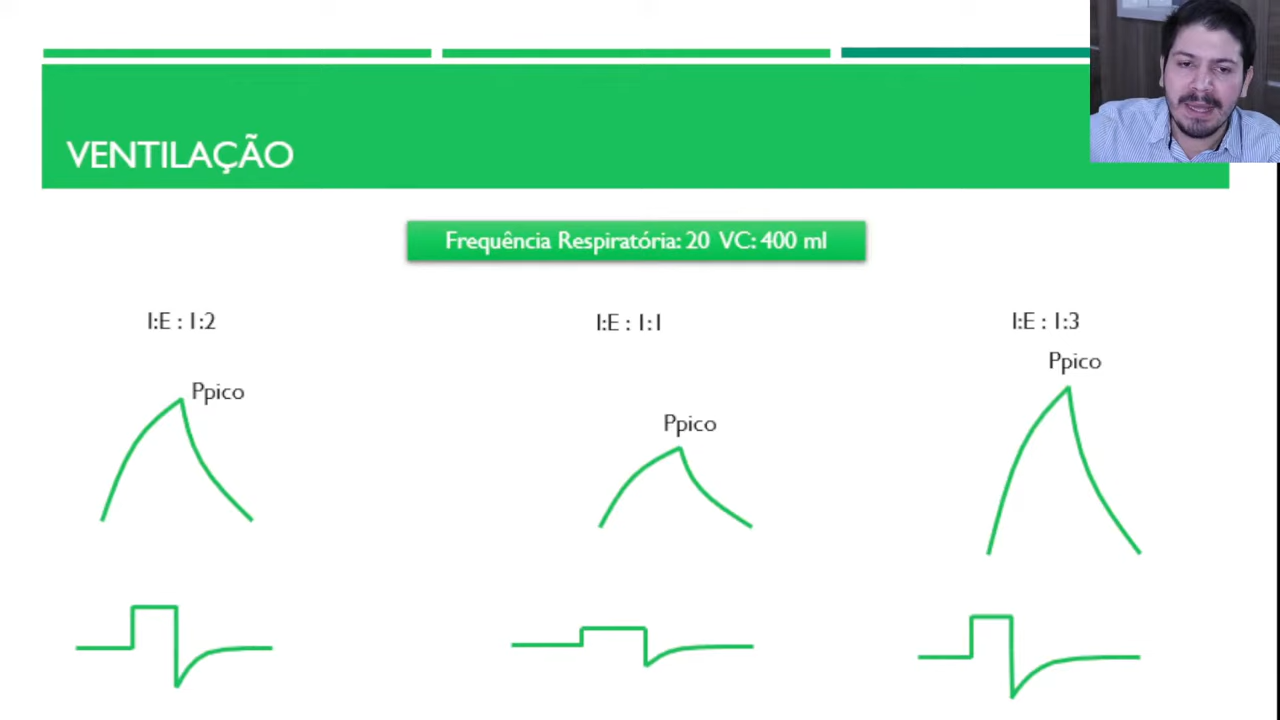 VENTILAÇÃO
Frequência Respiratória: 20 VC: 400 ml
I:E : 1:2
I:E : 1:1
I:E : 1:3
Ppico
Ppico
Ppico